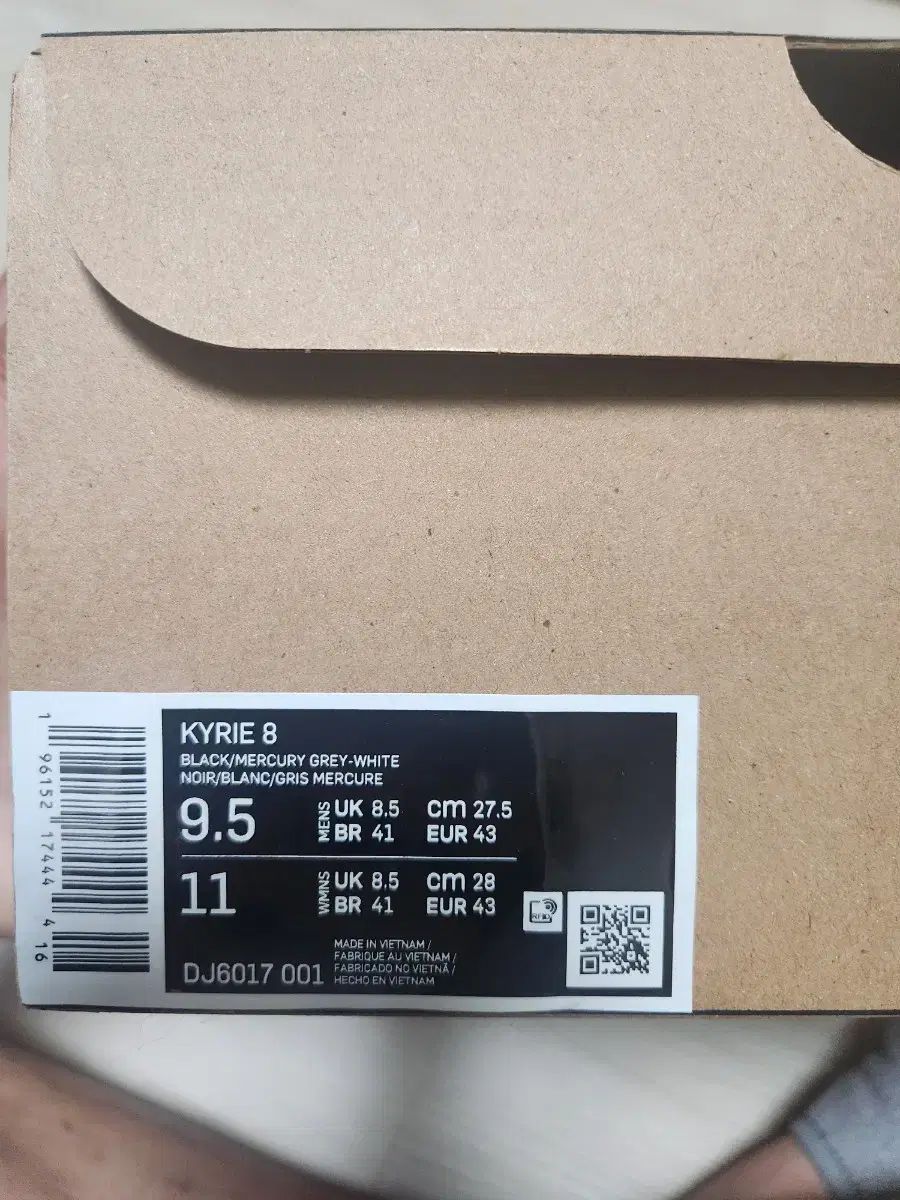 KYRIE 8
BLACK/MERCURY GREY-WHITE
NOIR/BLANC/GRIS MERCURE
9.5 MENS UK 8.5 cm 27.5
BR 41 EUR 43
11 WMNS UK 8.5 cm 28
BR 41 EUR 43
RFID
DJ6017 001
MADE IN VIETNAM /
FABRIQUE AU VIETNAM /
FABRICADO NO VIETNÃ /
HECHO EN VIETNAM
1 96152 17444 4 16